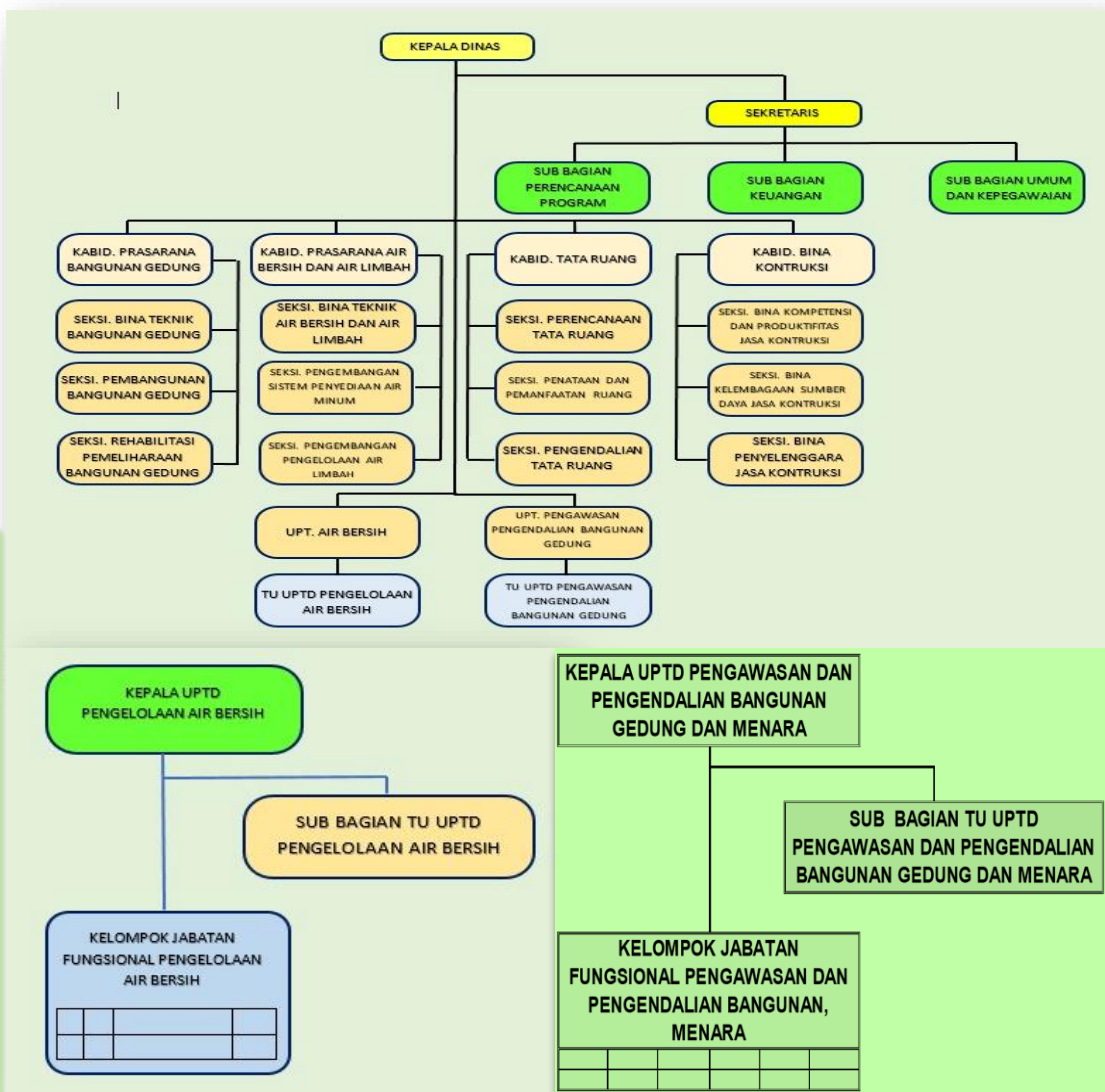 KEPALA DINAS
SEKRETARIS
SUB BAGIAN
PERENCANAAN
PROGRAM
SUB BAGIAN
KEUANGAN
SUB BAGIAN UMUM
DAN KEPEGAWAIAN
KABID. PRASARANA
BANGUNAN GEDUNG
KABID. PRASARANA AIR
BERSIH DAN AIR LIMBAH
KABID. TATA RUANG
KABID. BINA
KONTRUKSI
SEKSI. BINA TEKNIK
BANGUNAN GEDUNG
SEKSI. BINA TEKNIK
AIR BERSIH DAN AIR
LIMBAH
SEKSI. PERENCANAAN
TATA RUANG
SEKSI. BINA KOMPETENSI
DAN PRODUKTIFITAS
JASA KONTRUKSI
SEKSI. PEMBANGUNAN
BANGUNAN GEDUNG
SEKSI. PENGEMBANGAN
SISTEM PENYEDIAAN AIR
MINUM
SEKSI. PENATAAN DAN
PEMANFAATAN RUANG
SEKSI. BINA
KELEMBAGAAN SUMBER
DAYA JASA KONTRUKSI
SEKSI. REHABILITASI
PEMELIHARAAN
BANGUNAN GEDUNG
SEKSI. PENGEMBANGAN
PENGELOLAAN AIR
LIMBAH
SEKSI. PENGENDALIAN
TATA RUANG
SEKSI. BINA
PENYELENGGARA
JASA KONTRUKSI
UPT. AIR BERSIH
UPT. PENGAWASAN
PENGENDALIAN BANGUNAN
GEDUNG
TU UPTD PENGELOLAAN
AIR BERSIH
TU UPTD PENGAWASAN
PENGENDALIAN
BANGUNAN GEDUNG
KEPALA UPTD
PENGELOLAAN AIR BERSIH
SUB BAGIAN TU UPTD
PENGELOLAAN AIR BERSIH
KELOMPOK JABATAN
FUNGSIONAL PENGELOLAAN
AIR BERSIH
KEPALA UPTD PENGAWASAN DAN
PENGENDALIAN BANGUNAN
GEDUNG DAN MENARA
SUB BAGIAN TU UPTD
PENGAWASAN DAN PENGENDALIAN
BANGUNAN GEDUNG DAN MENARA
KELOMPOK JABATAN
FUNGSIONAL PENGAWASAN DAN
PENGENDALIAN BANGUNAN,
MENARA